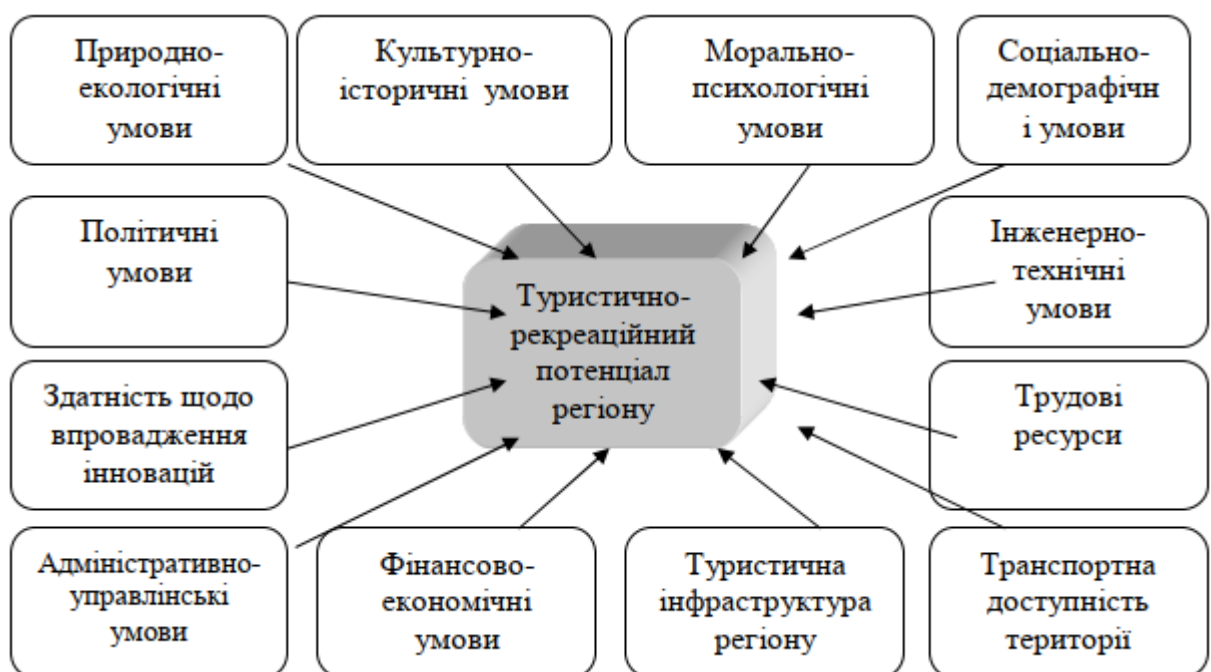 Природно-
екологічні
умови
Культурно-
історичні умови
Морально-
психологічні
умови
Соціально-
демографічн
і умови
Політичні
умови
Туристично-
рекреаційний
потенціал
регіону
Інженерно-
технічні
умови
Здатність щодо
впровадження
інновацій
Трудові
ресурси
Адміністративно-
управлінські
умови
Фінансово-
економічні
умови
Туристична
інфраструктура
регіону
Транспортна
доступність
території